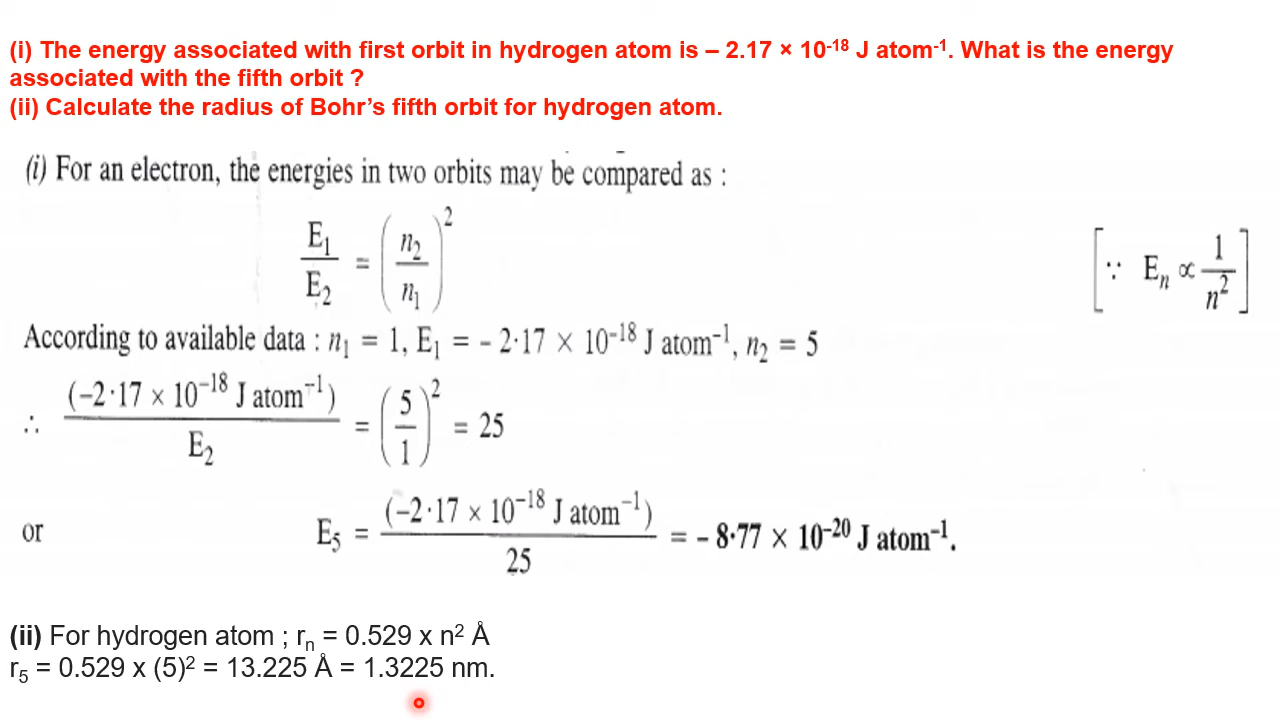 (i) The energy associated with first orbit in hydrogen atom is – 2.17 × 10⁻¹⁸ J atom⁻¹. What is the energy
associated with the fifth orbit ?
(ii) Calculate the radius of Bohr’s fifth orbit for hydrogen atom.
(i) For an electron, the energies in two orbits may be compared as :
E₁/E₂ = (n₂/n₁)² [∵ Eₙ ∝ 1/n²]
According to available data : n₁ = 1, E₁ = – 2·17 × 10⁻¹⁸ J atom⁻¹, n₂ = 5
∴ (–2·17 × 10⁻¹⁸ J atom⁻¹)/E₂ = (5/1)² = 25
or E₅ = (–2·17 × 10⁻¹⁸ J atom⁻¹)/25 = – 8·77 × 10⁻²⁰ J atom⁻¹.
(ii) For hydrogen atom ; rₙ = 0.529 x n² Å
r₅ = 0.529 x (5)² = 13.225 Å = 1.3225 nm.